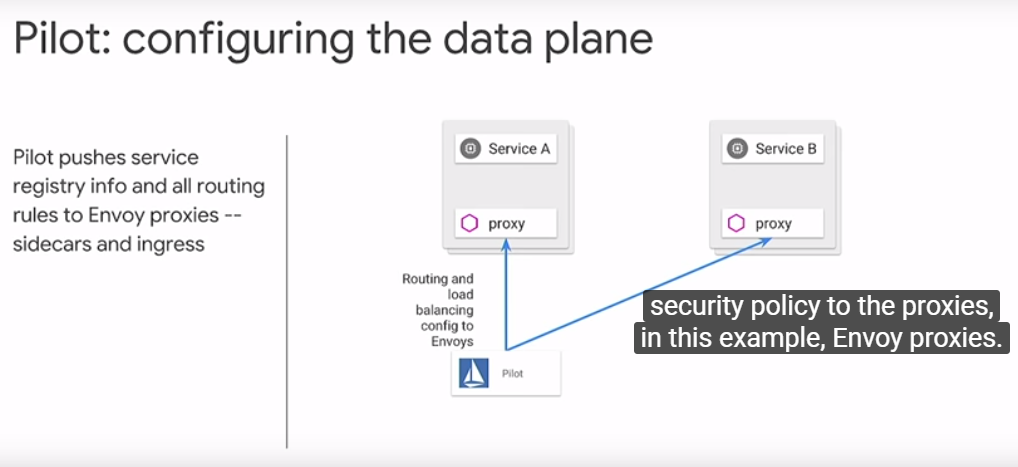 Pilot: configuring the data plane
Pilot pushes service
registry info and all routing
rules to Envoy proxies --
sidecars and ingress
Service A
proxy
Service B
proxy
Routing and
load
balancing
config to
Envoys
Pilot
security policy to the proxies,
in this example, Envoy proxies.